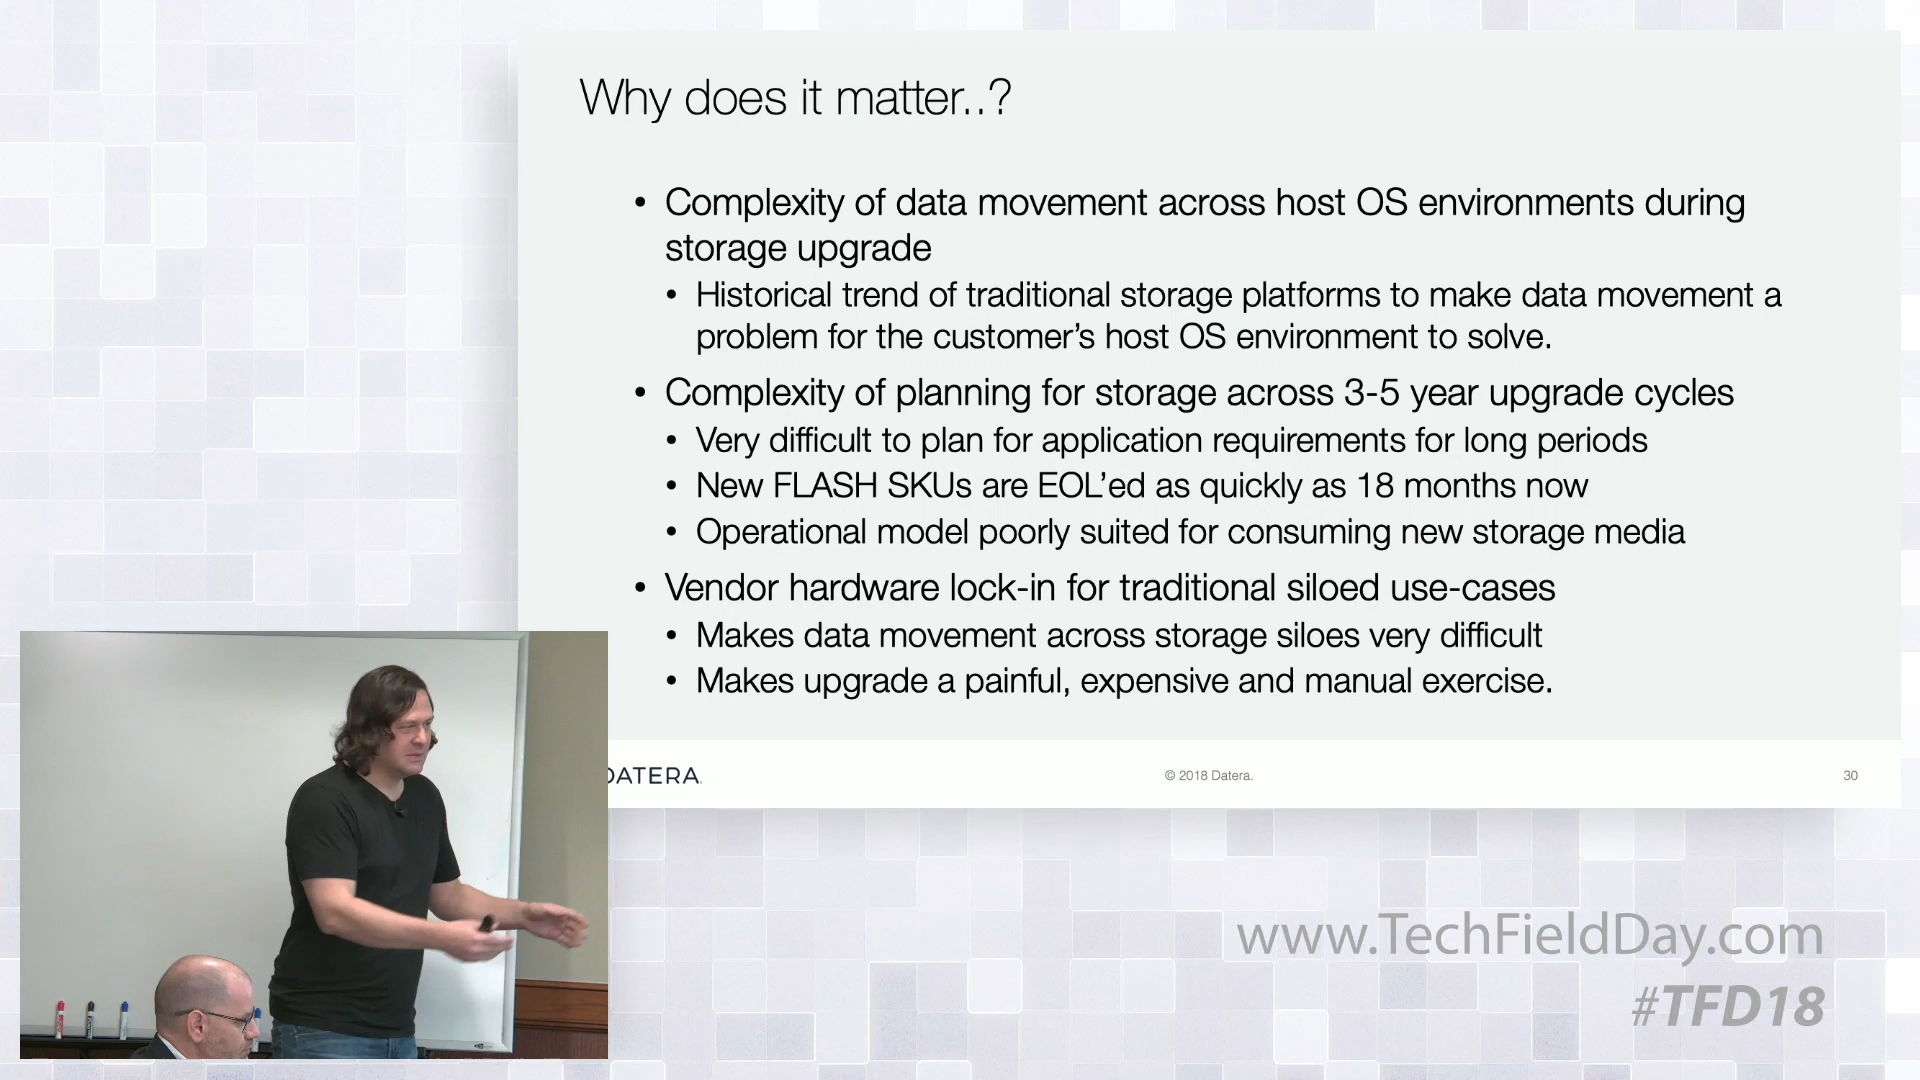 Why does it matter..?
• Complexity of data movement across host OS environments during
storage upgrade
• Historical trend of traditional storage platforms to make data movement a
problem for the customer’s host OS environment to solve.
• Complexity of planning for storage across 3-5 year upgrade cycles
• Very difficult to plan for application requirements for long periods
• New FLASH SKUs are EOL’ed as quickly as 18 months now
• Operational model poorly suited for consuming new storage media
• Vendor hardware lock-in for traditional siloed use-cases
• Makes data movement across storage siloes very difficult
• Makes upgrade a painful, expensive and manual exercise.
DATERA.
© 2018 Datera.
30
www.TechFieldDay.com
#TFD18